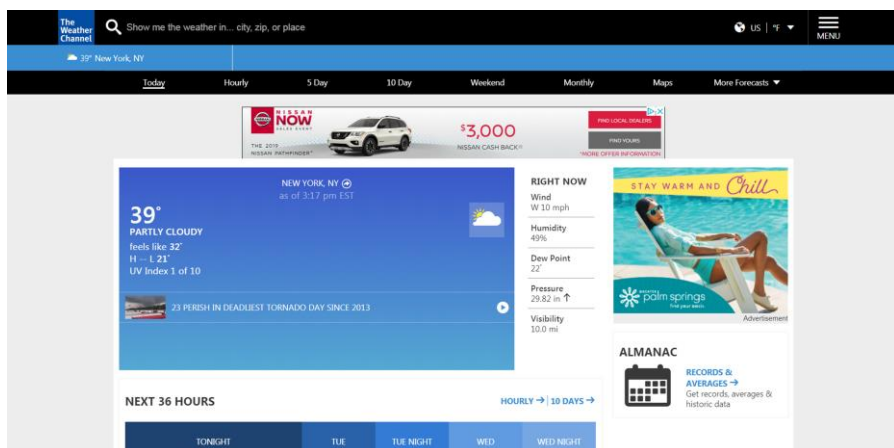 The
Weather
Channel
Show me the weather in... city, zip, or place
US | °F
MENU
39° New York, NY
Today
Hourly
5 Day
10 Day
Weekend
Monthly
Maps
More Forecasts
NISSAN
NOW
SALES EVENT
THE 2019
NISSAN PATHFINDER®
$3,000
NISSAN CASH BACK
FIND LOCAL DEALERS
FIND YOURS
*MORE OFFER INFORMATION
NEW YORK, NY
as of 3:17 pm EST
39°
PARTLY CLOUDY
feels like 32°
H -- L 21°
UV Index 1 of 10
23 PERISH IN DEADLIEST TORNADO DAY SINCE 2013
RIGHT NOW
Wind
W 10 mph
Humidity
49%
Dew Point
22°
Pressure
29.82 in ↑
Visibility
10.0 mi
STAY WARM AND Chill
palm springs
find your oasis.
Advertisement
ALMANAC
RECORDS &
AVERAGES →
Get records, averages &
historic data
NEXT 36 HOURS
HOURLY → | 10 DAYS →
TONIGHT
TUE
TUE NIGHT
WED
WED NIGHT